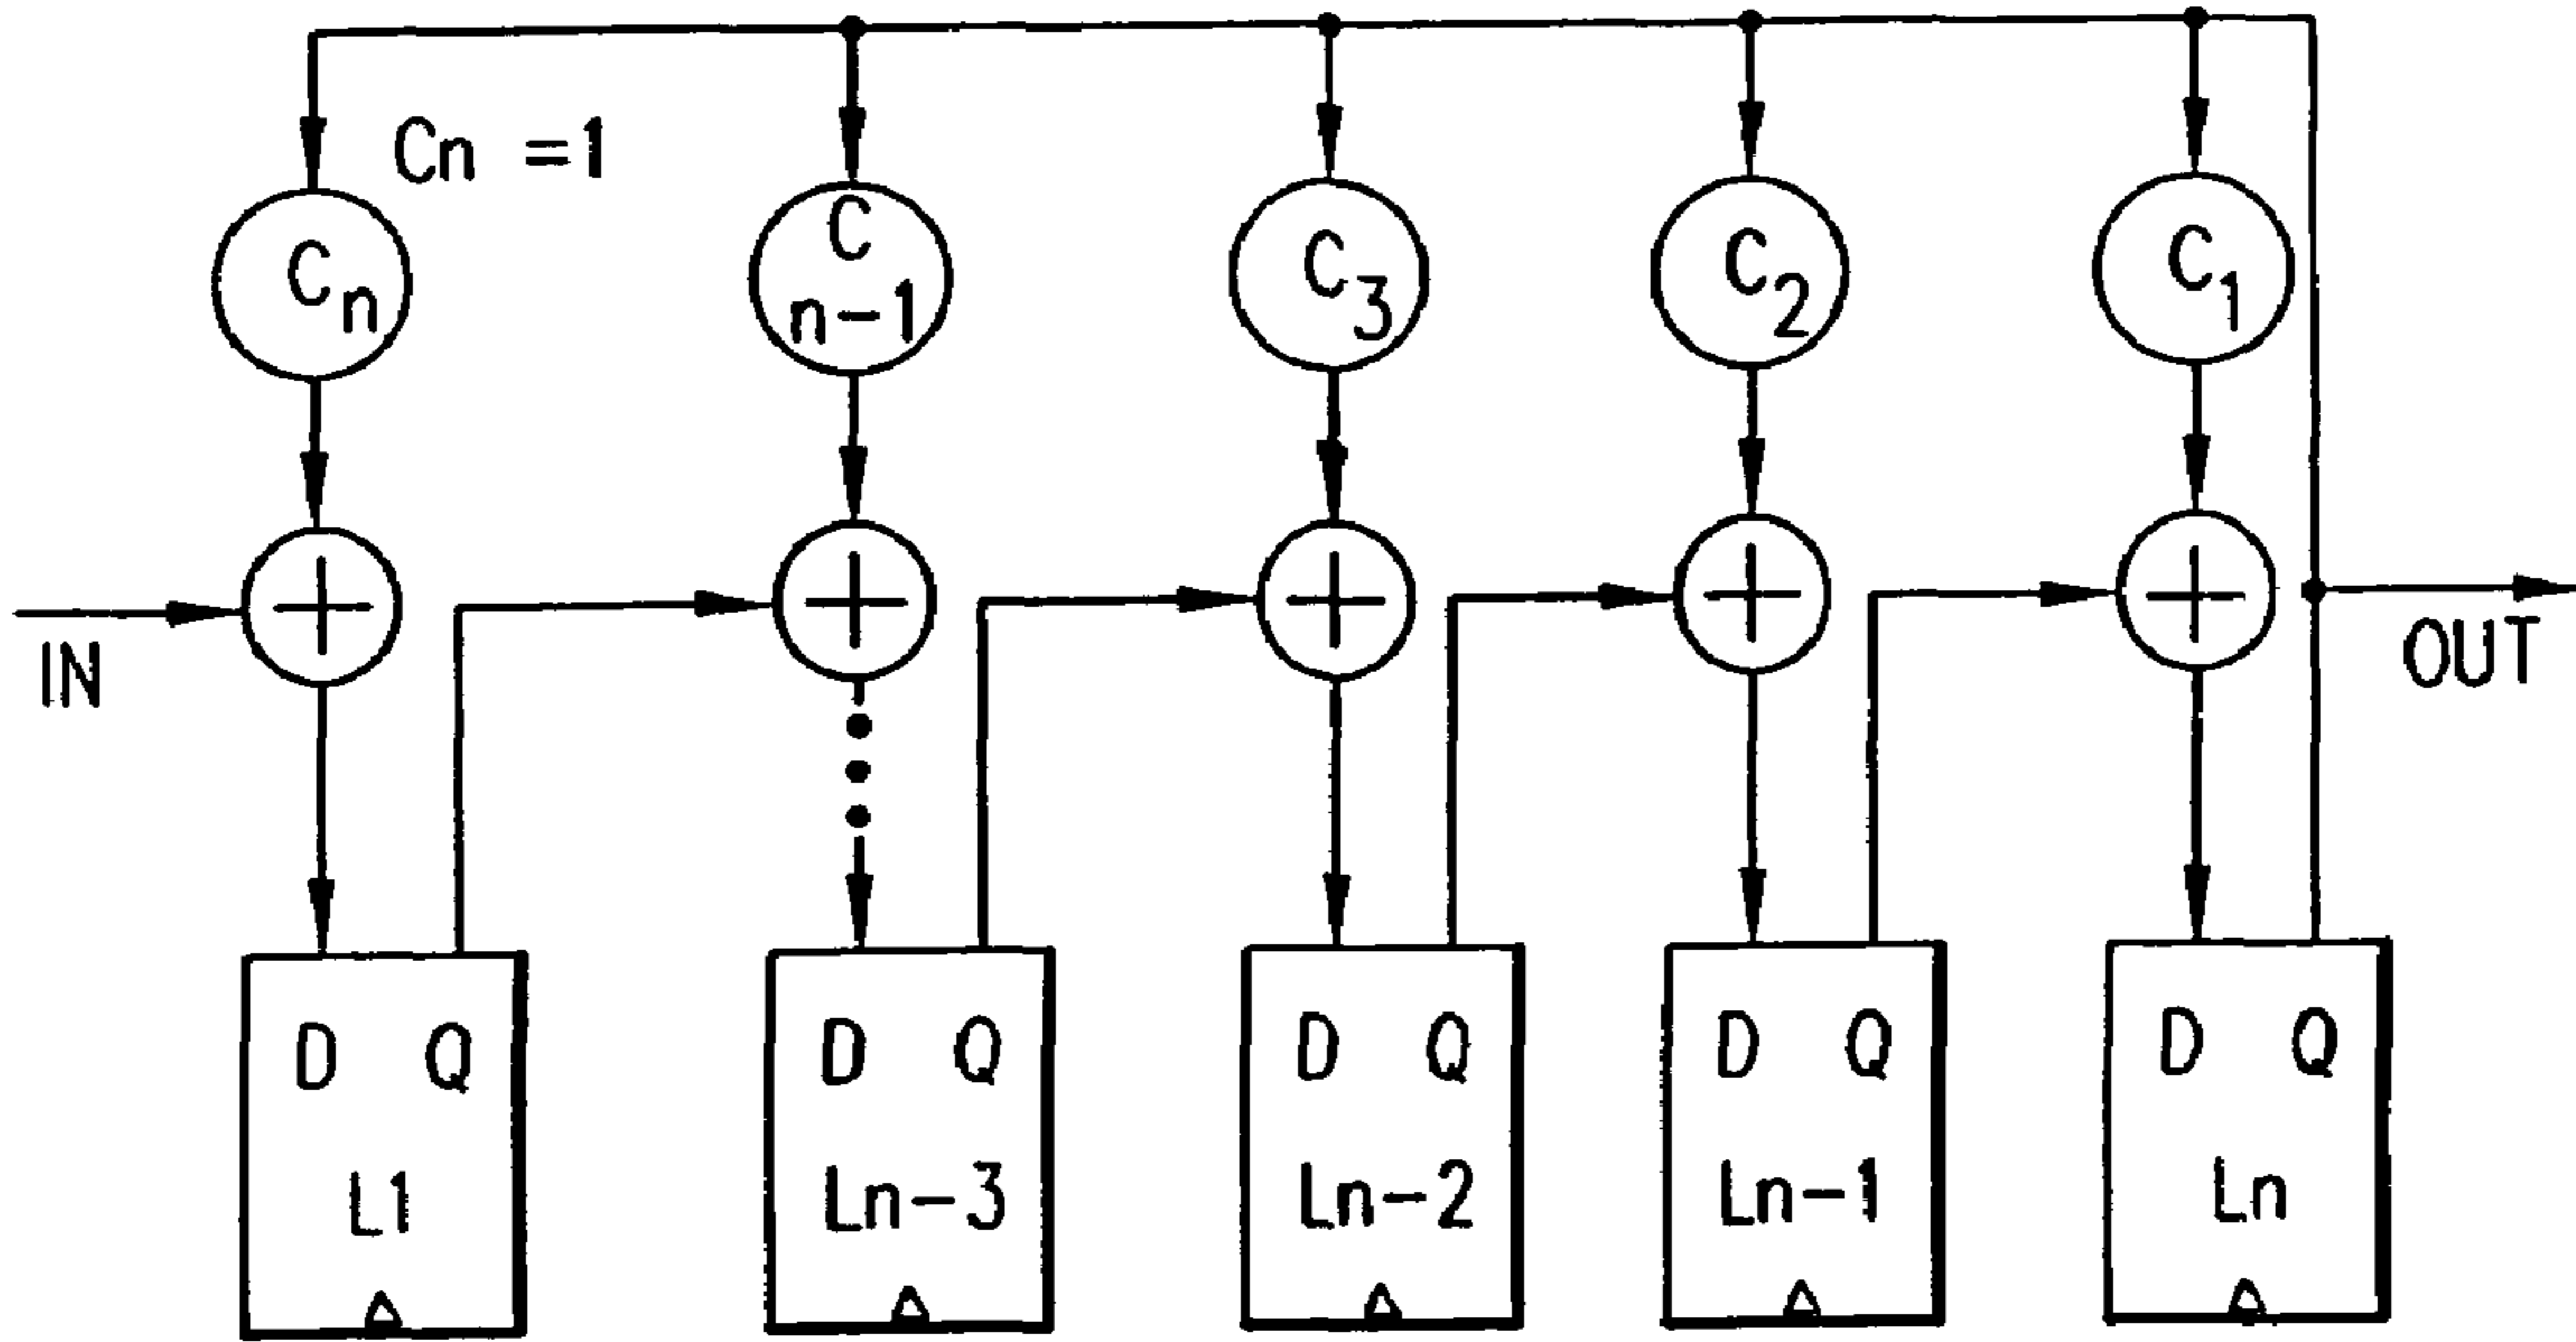 Cn =1
Cn
C
n-1
C3
C2
C1
IN
OUT
D Q
L1
D Q
Ln-3
D Q
Ln-2
D Q
Ln-1
D Q
Ln